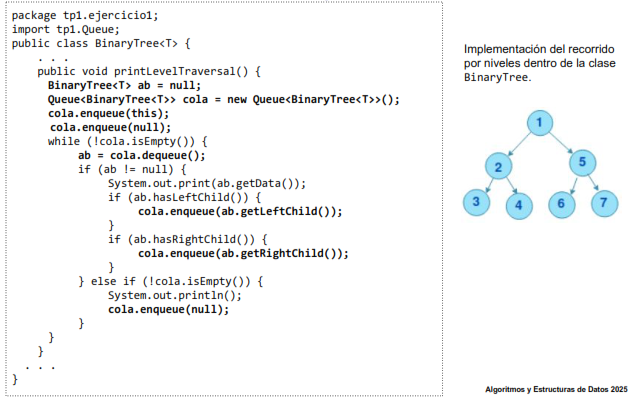 package tp1.ejercicio1;
import tp1.Queue;
public class BinaryTree<T> {
. . .
public void printLevelTraversal() {
BinaryTree<T> ab = null;
Queue<BinaryTree<T>> cola = new Queue<BinaryTree<T>>();
cola.enqueue(this);
cola.enqueue(null);
while (!cola.isEmpty()) {
ab = cola.dequeue();
if (ab != null) {
System.out.print(ab.getData());
if (ab.hasLeftChild()) {
cola.enqueue(ab.getLeftChild());
}
if (ab.hasRightChild()) {
cola.enqueue(ab.getRightChild());
}
} else if (!cola.isEmpty()) {
System.out.println();
cola.enqueue(null);
}
}
}
. . .
}
Implementación del recorrido
por niveles dentro de la clase
BinaryTree.
1
2 5
3 4 6 7
Algoritmos y Estructuras de Datos 2025